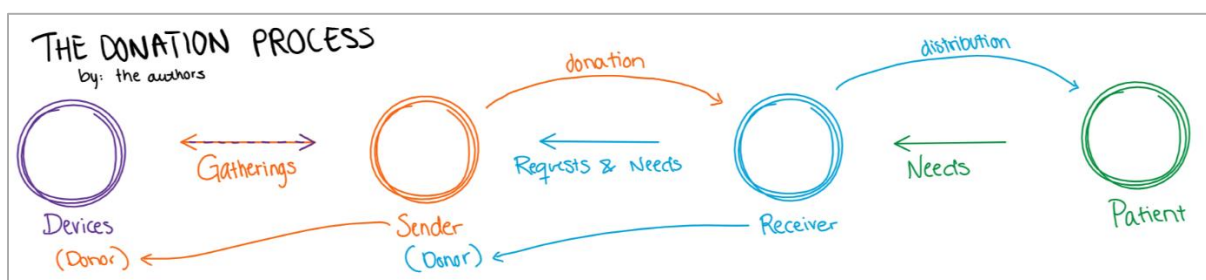 THE DONATION PROCESS
by: the authors
donation
distribution
Gatherings
Requests & Needs
Needs
Devices
Sender
Receiver
Patient
(Donor)
(Donor)